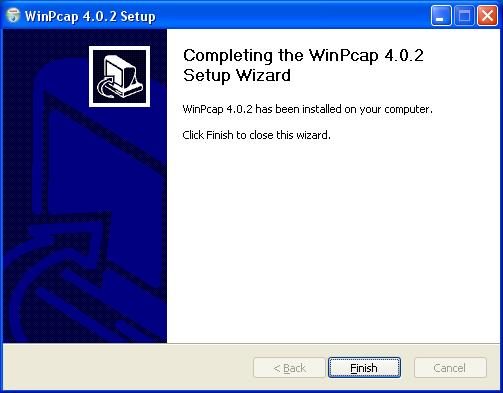 WinPcap 4.0.2 Setup
Completing the WinPcap 4.0.2
Setup Wizard
WinPcap 4.0.2 has been installed on your computer.
Click Finish to close this wizard.
< Back
Finish
Cancel